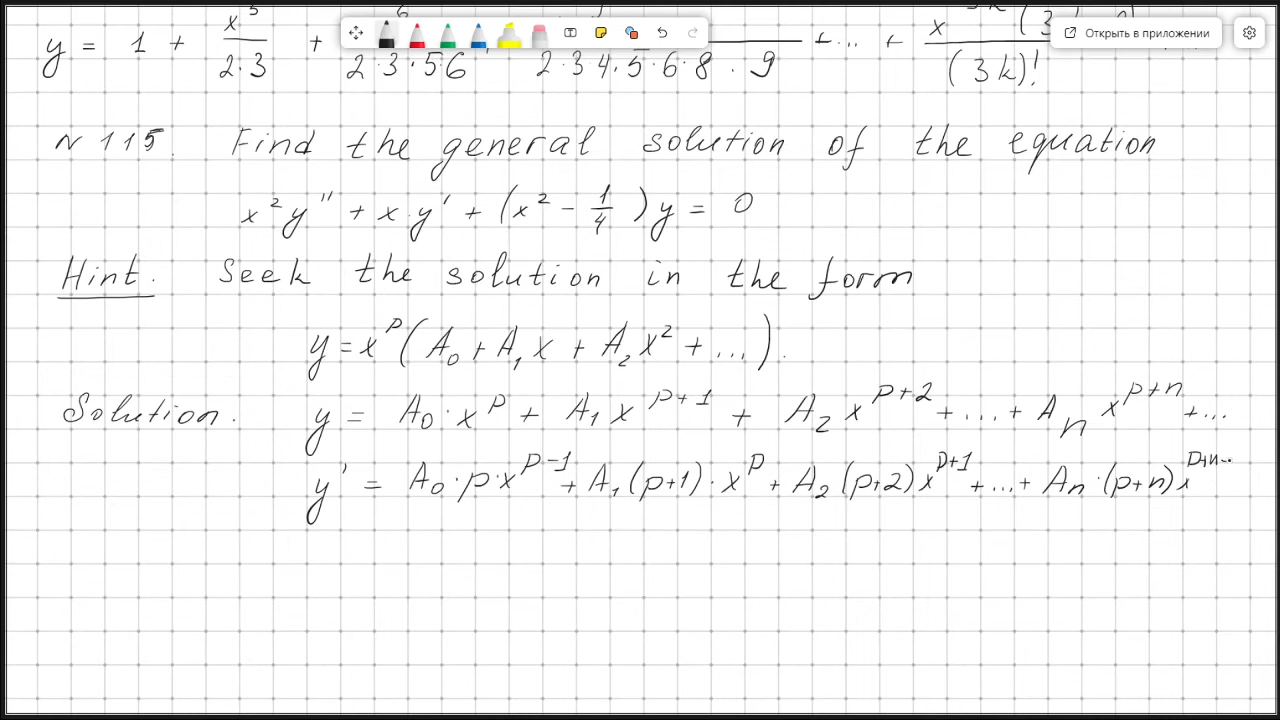 Открыть в приложении
y = 1 + x³/(2·3) + 6/(2·3·5·6) + /(2·3·4·5·6·8·9) + ... + x /(3k)!
N 115. Find the general solution of the equation
x²y'' + x·y' + (x² - 1/4)y = 0
Hint. Seek the solution in the form
y = x^p(A₀ + A₁x + A₂x² + ...).
Solution. y = A₀·x^p + A₁x^(p+1) + A₂x^(p+2) + ... + Aₙx^(p+n) + ...
y' = A₀·p·x^(p-1) + A₁(p+1)·x^p + A₂(p+2)x^(p+1) + ... + Aₙ·(p+n)x^(p+n-